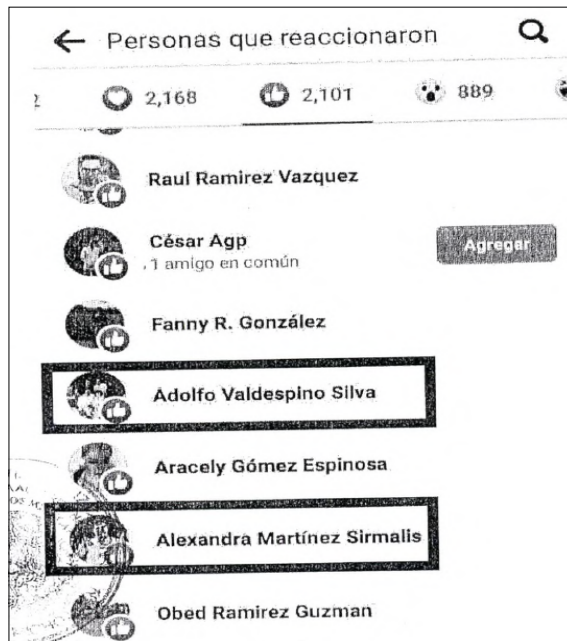 Personas que reaccionaron
2,168 2,101 889
Raul Ramirez Vazquez
César Agp
1 amigo en común
Agregar
Fanny R. González
Adolfo Valdespino Silva
Aracely Gómez Espinosa
Alexandra Martínez Sirmalis
Obed Ramirez Guzman